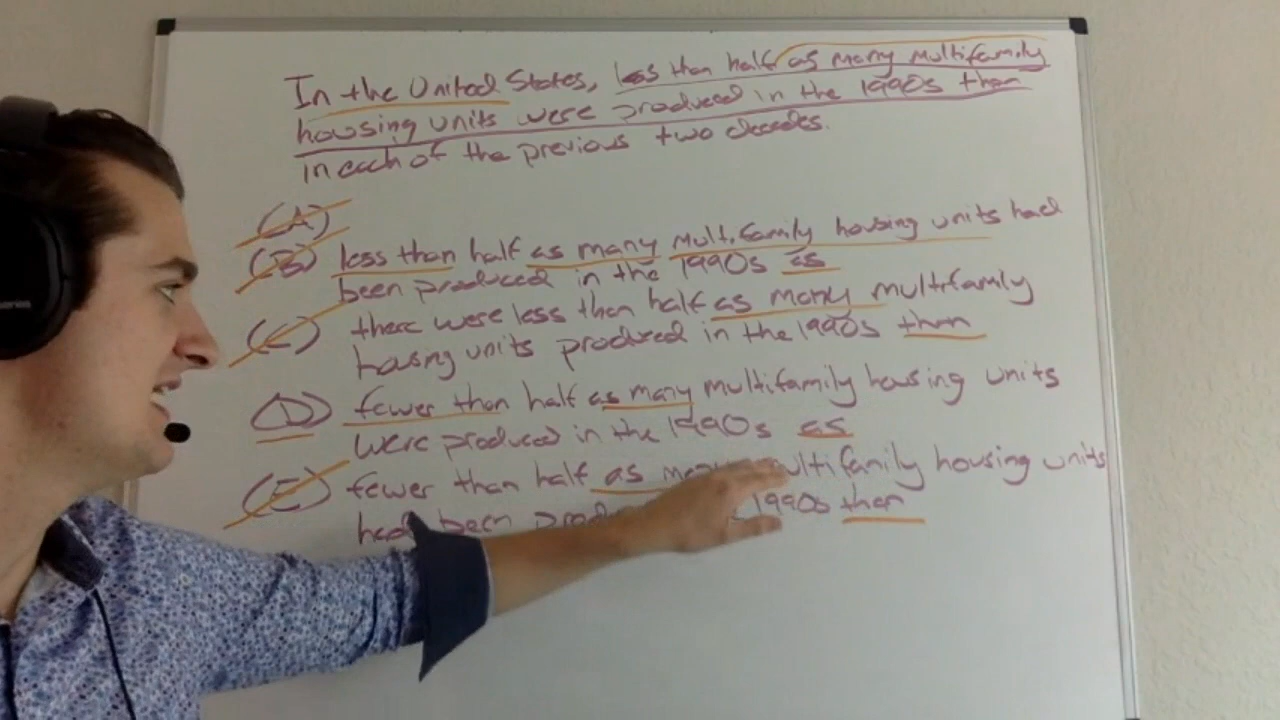 In the United States, less than half as many multifamily
housing units were produced in the 1990s than
in each of the previous two decades.
(A)
(B) less than half as many multifamily housing units had
been produced in the 1990s as
(C) there were less than half as many multifamily
housing units produced in the 1990s than
(D) fewer than half as many multifamily housing units
were produced in the 1990s as
(E) fewer than half as many multifamily housing units
had been 1990s than